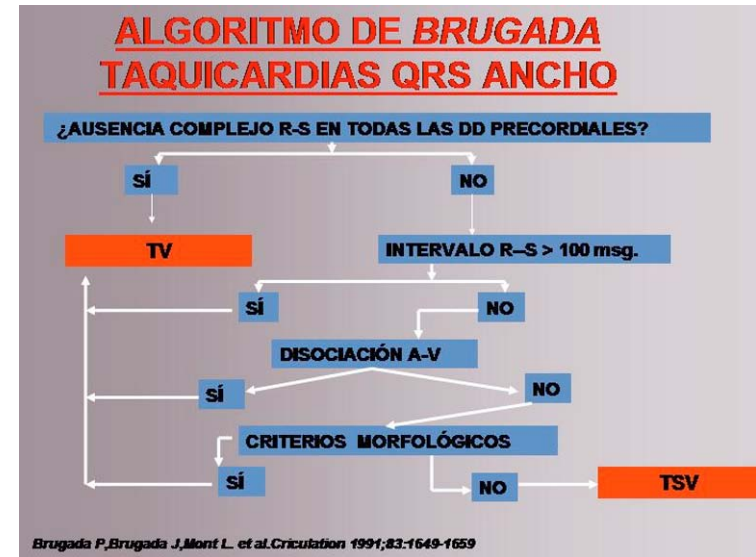 ALGORITMO DE BRUGADA
TAQUICARDIAS QRS ANCHO
¿AUSENCIA COMPLEJO R-S EN TODAS LAS DD PRECORDIALES?
SÍ
NO
TV
INTERVALO R–S > 100 msg.
SÍ
NO
DISOCIACIÓN A-V
SÍ
NO
CRITERIOS MORFOLÓGICOS
SÍ
NO
TSV
Brugada P,Brugada J,Mont L. et al.Criculation 1991;83:1649-1659